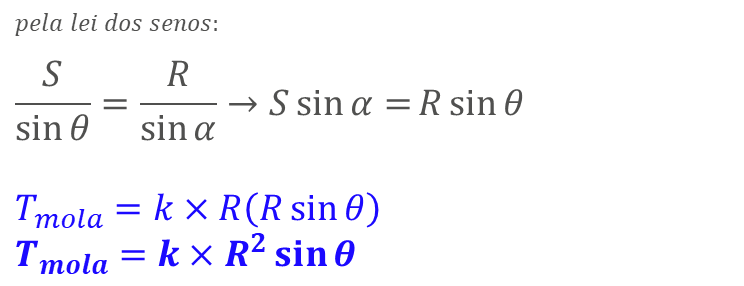 pela lei dos senos:
S/sin θ = R/sin α → S sin α = R sin θ
T_mola = k × R(R sin θ)
T_mola = k × R² sin θ